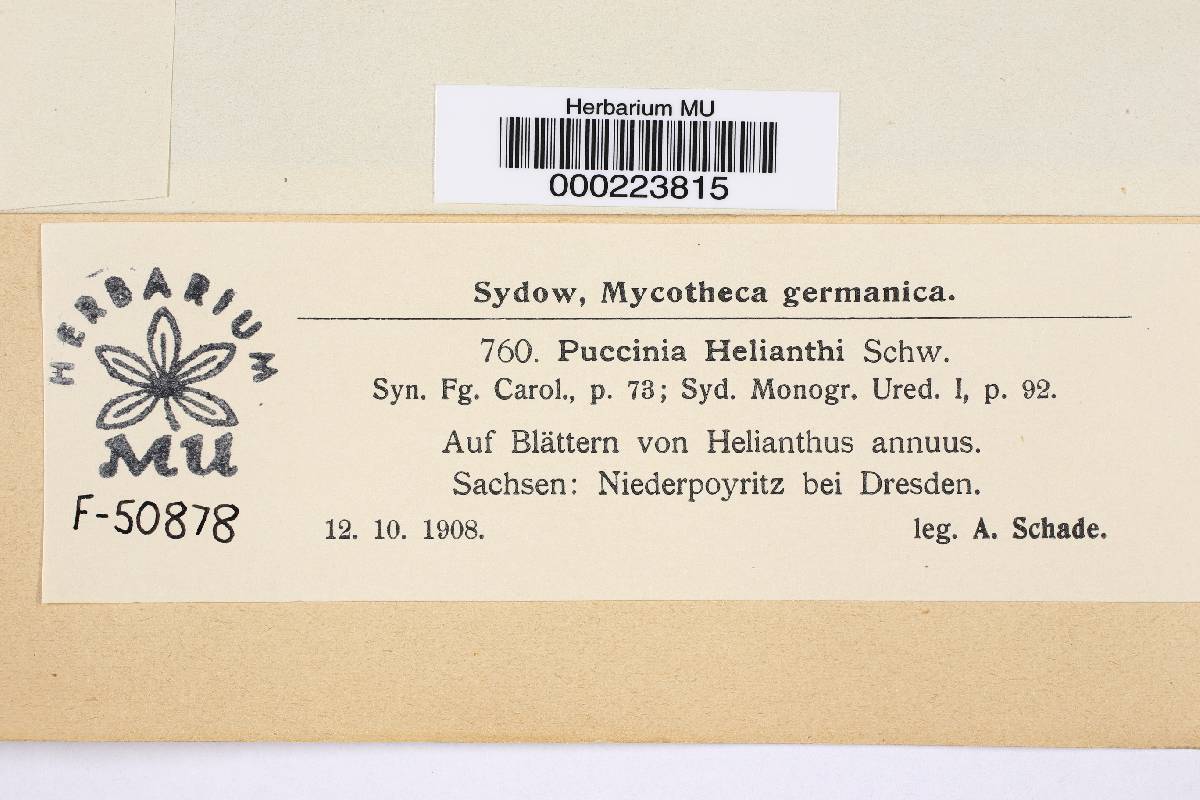 Herbarium MU
000223815
HERBARIUM
MU
F-50878
Sydow, Mycotheca germanica.
760. Puccinia Helianthi Schw.
Syn. Fg. Carol., p. 73; Syd. Monogr. Ured. I, p. 92.
Auf Blättern von Helianthus annuus.
Sachsen: Niederpoyritz bei Dresden.
12. 10. 1908. leg. A. Schade.